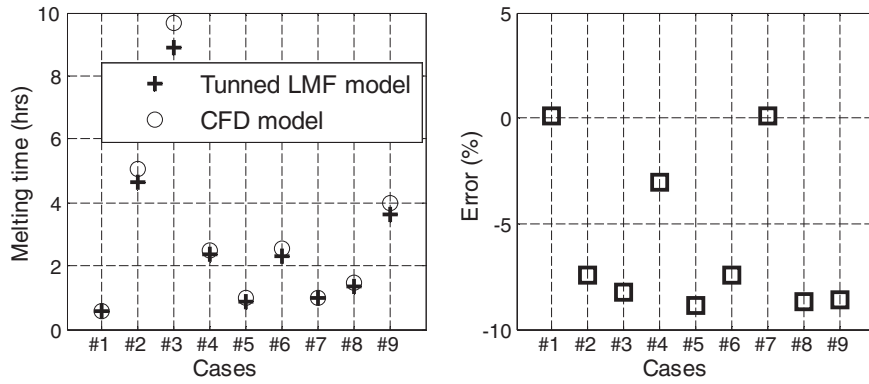 10
8
6
4
2
0
Melting time (hrs)
Tunned LMF model
CFD model
#1 #2 #3 #4 #5 #6 #7 #8 #9
Cases
5
0
-5
-10
Error (%)
#1 #2 #3 #4 #5 #6 #7 #8 #9
Cases